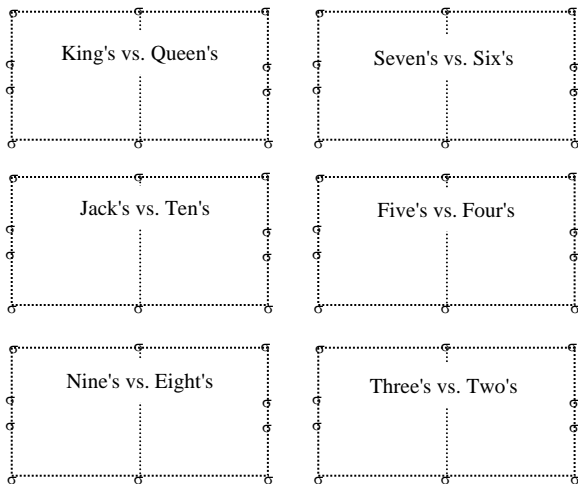 King's vs. Queen's
Seven's vs. Six's
Jack's vs. Ten's
Five's vs. Four's
Nine's vs. Eight's
Three's vs. Two's